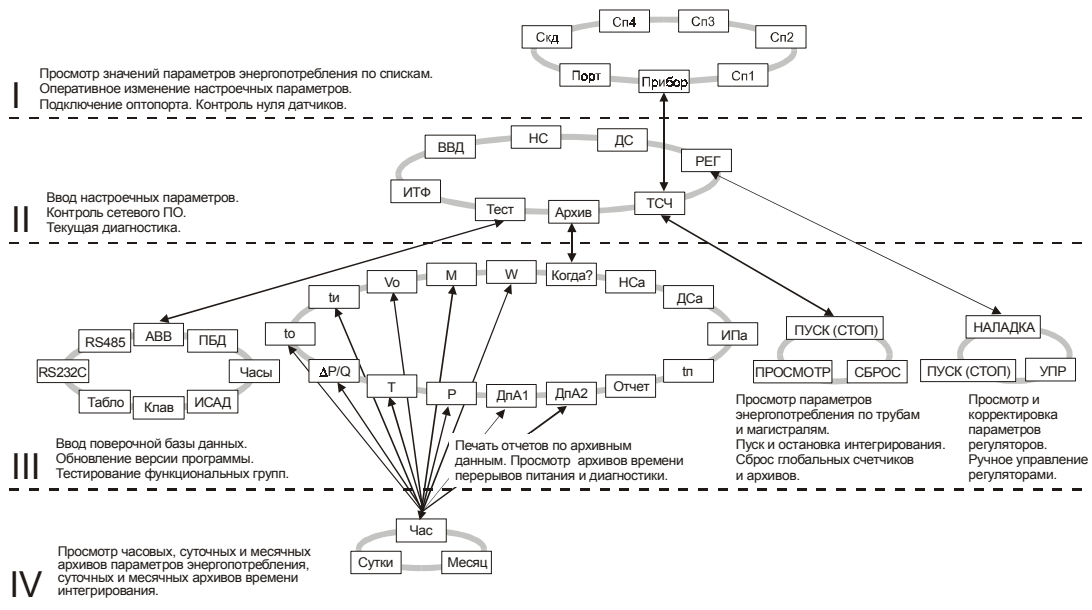 Скд
Сп4
Сп3
Сп2
Порт
Прибор
Сп1
I
Просмотр значений параметров энергопотребления по спискам.
Оперативное изменение настроечных параметров.
Подключение оптопорта. Контроль нуля датчиков.
ВВД
НС
ДС
РЕГ
ИТФ
Тест
Архив
ТСЧ
II
Ввод настроечных параметров.
Контроль сетевого ПО.
Текущая диагностика.
tи
Vo
M
W
Когда?
НСа
ДСа
ИПа
to
ΔP/Q
T
P
ДпА1
ДпА2
Отчет
tп
RS485
АВВ
ПБД
RS232C
Часы
Табло
Клав
ИСАД
ПУСК (СТОП)
ПРОСМОТР
СБРОС
НАЛАДКА
ПУСК (СТОП)
УПР
III
Ввод поверочной базы данных.
Обновление версии программы.
Тестирование функциональных групп.
Печать отчетов по архивным
данным. Просмотр архивов времени
перерывов питания и диагностики.
Просмотр параметров
энергопотребления по трубам
и магистралям.
Пуск и остановка интегрирования.
Сброс глобальных счетчиков
и архивов.
Просмотр и
корректировка
параметров
регуляторов.
Ручное управление
регуляторами.
Час
Сутки
Месяц
IV
Просмотр часовых, суточных и месячных
архивов параметров энергопотребления,
суточных и месячных архивов времени
интегрирования.